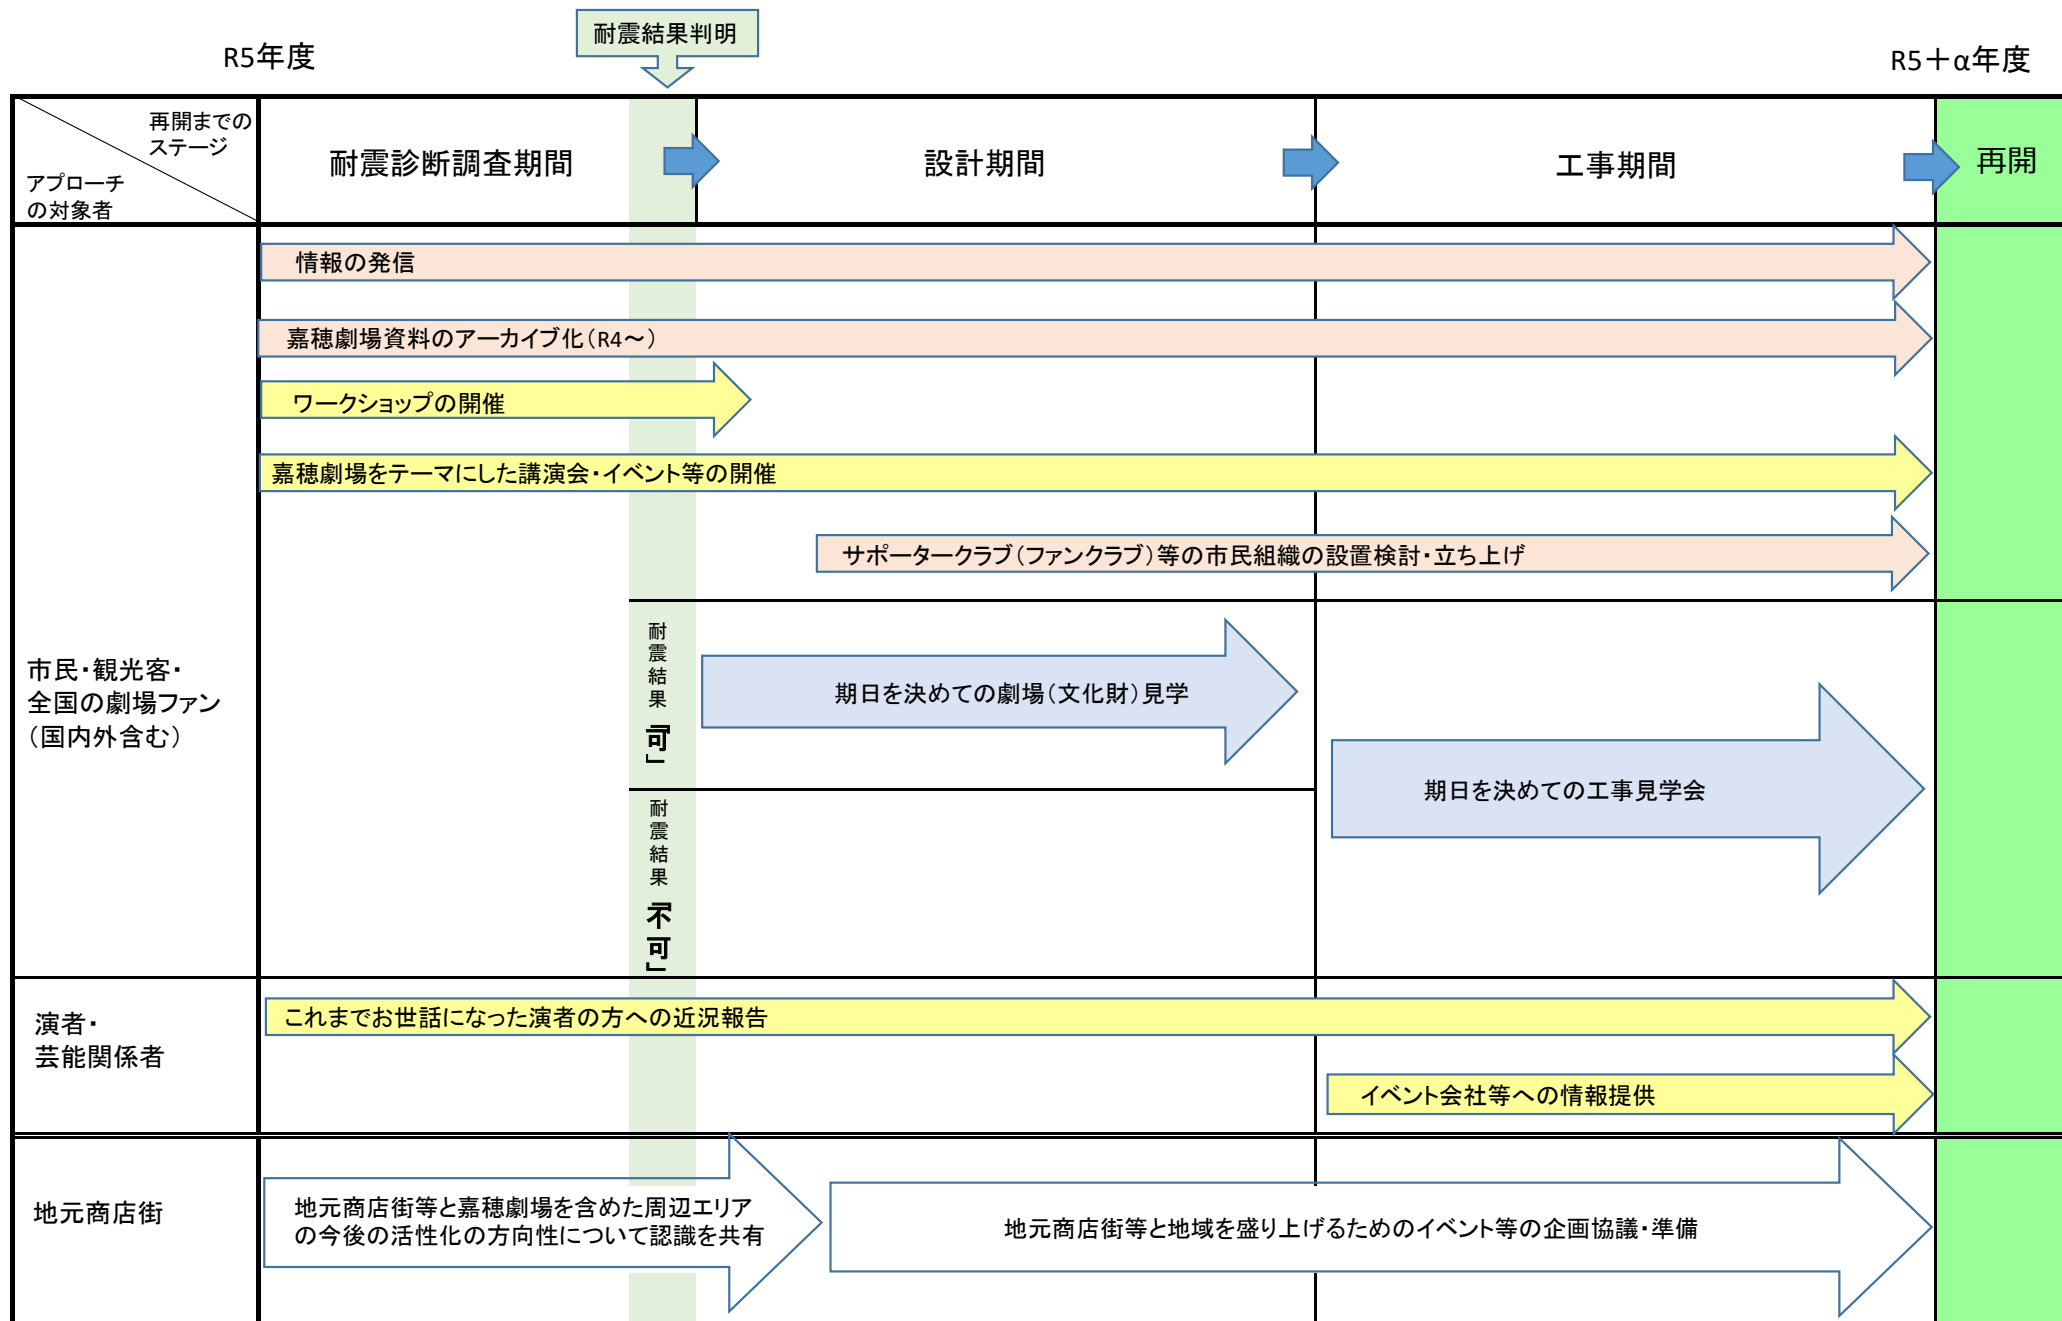 耐震結果判明
R5年度
R5＋α年度
再開までの
ステージ
アプローチ
の対象者
耐震診断調査期間
設計期間
工事期間
再開
市民・観光客・
全国の劇場ファン
（国内外含む）
情報の発信
嘉穂劇場資料のアーカイブ化（R4～）
ワークショップの開催
嘉穂劇場をテーマにした講演会・イベント等の開催
サポータークラブ（ファンクラブ）等の市民組織の設置検討・立ち上げ
耐震結果『可』
期日を決めての劇場（文化財）見学
期日を決めての工事見学会
耐震結果『不可』
演者・
芸能関係者
これまでお世話になった演者の方への近況報告
イベント会社等への情報提供
地元商店街
地元商店街等と嘉穂劇場を含めた周辺エリア
の今後の活性化の方向性について認識を共有
地元商店街等と地域を盛り上げるためのイベント等の企画協議・準備